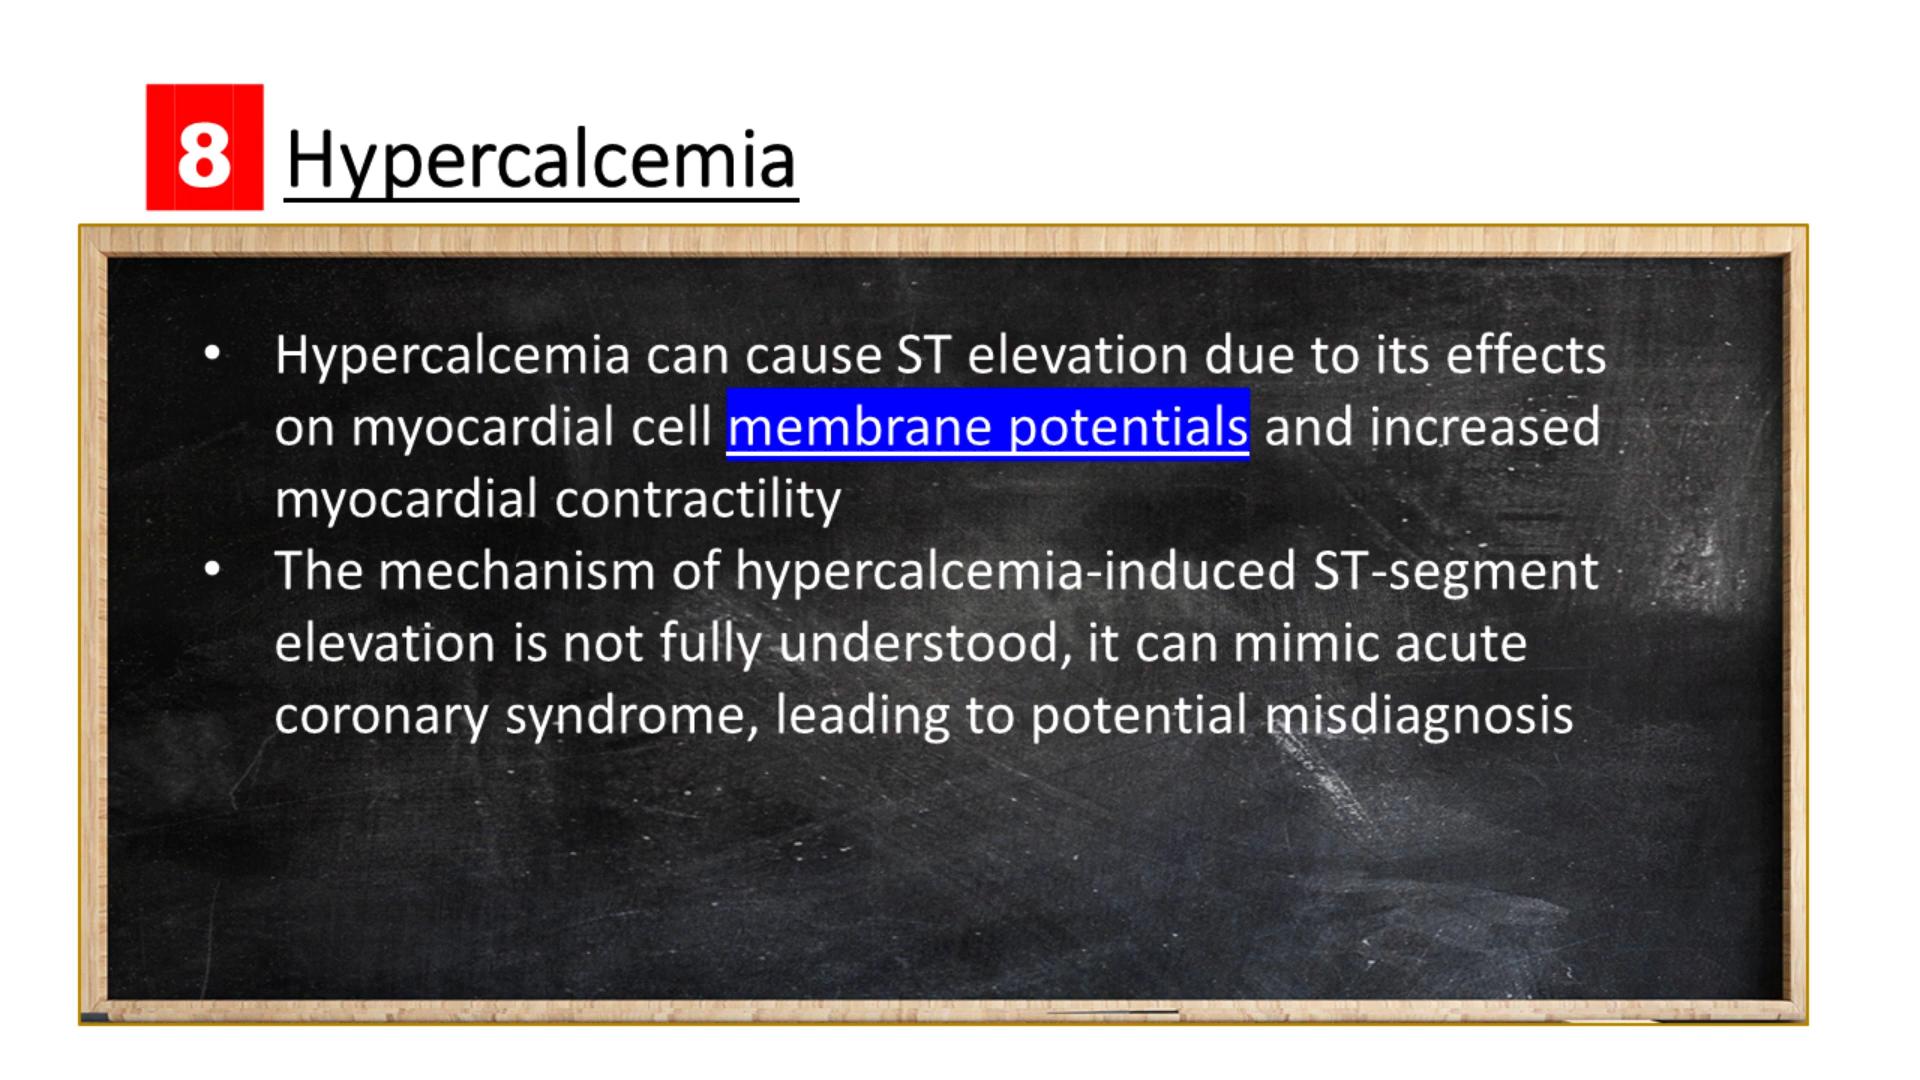 8 Hypercalcemia
• Hypercalcemia can cause ST elevation due to its effects
on myocardial cell membrane potentials and increased
myocardial contractility
• The mechanism of hypercalcemia-induced ST-segment
elevation is not fully understood, it can mimic acute
coronary syndrome, leading to potential misdiagnosis